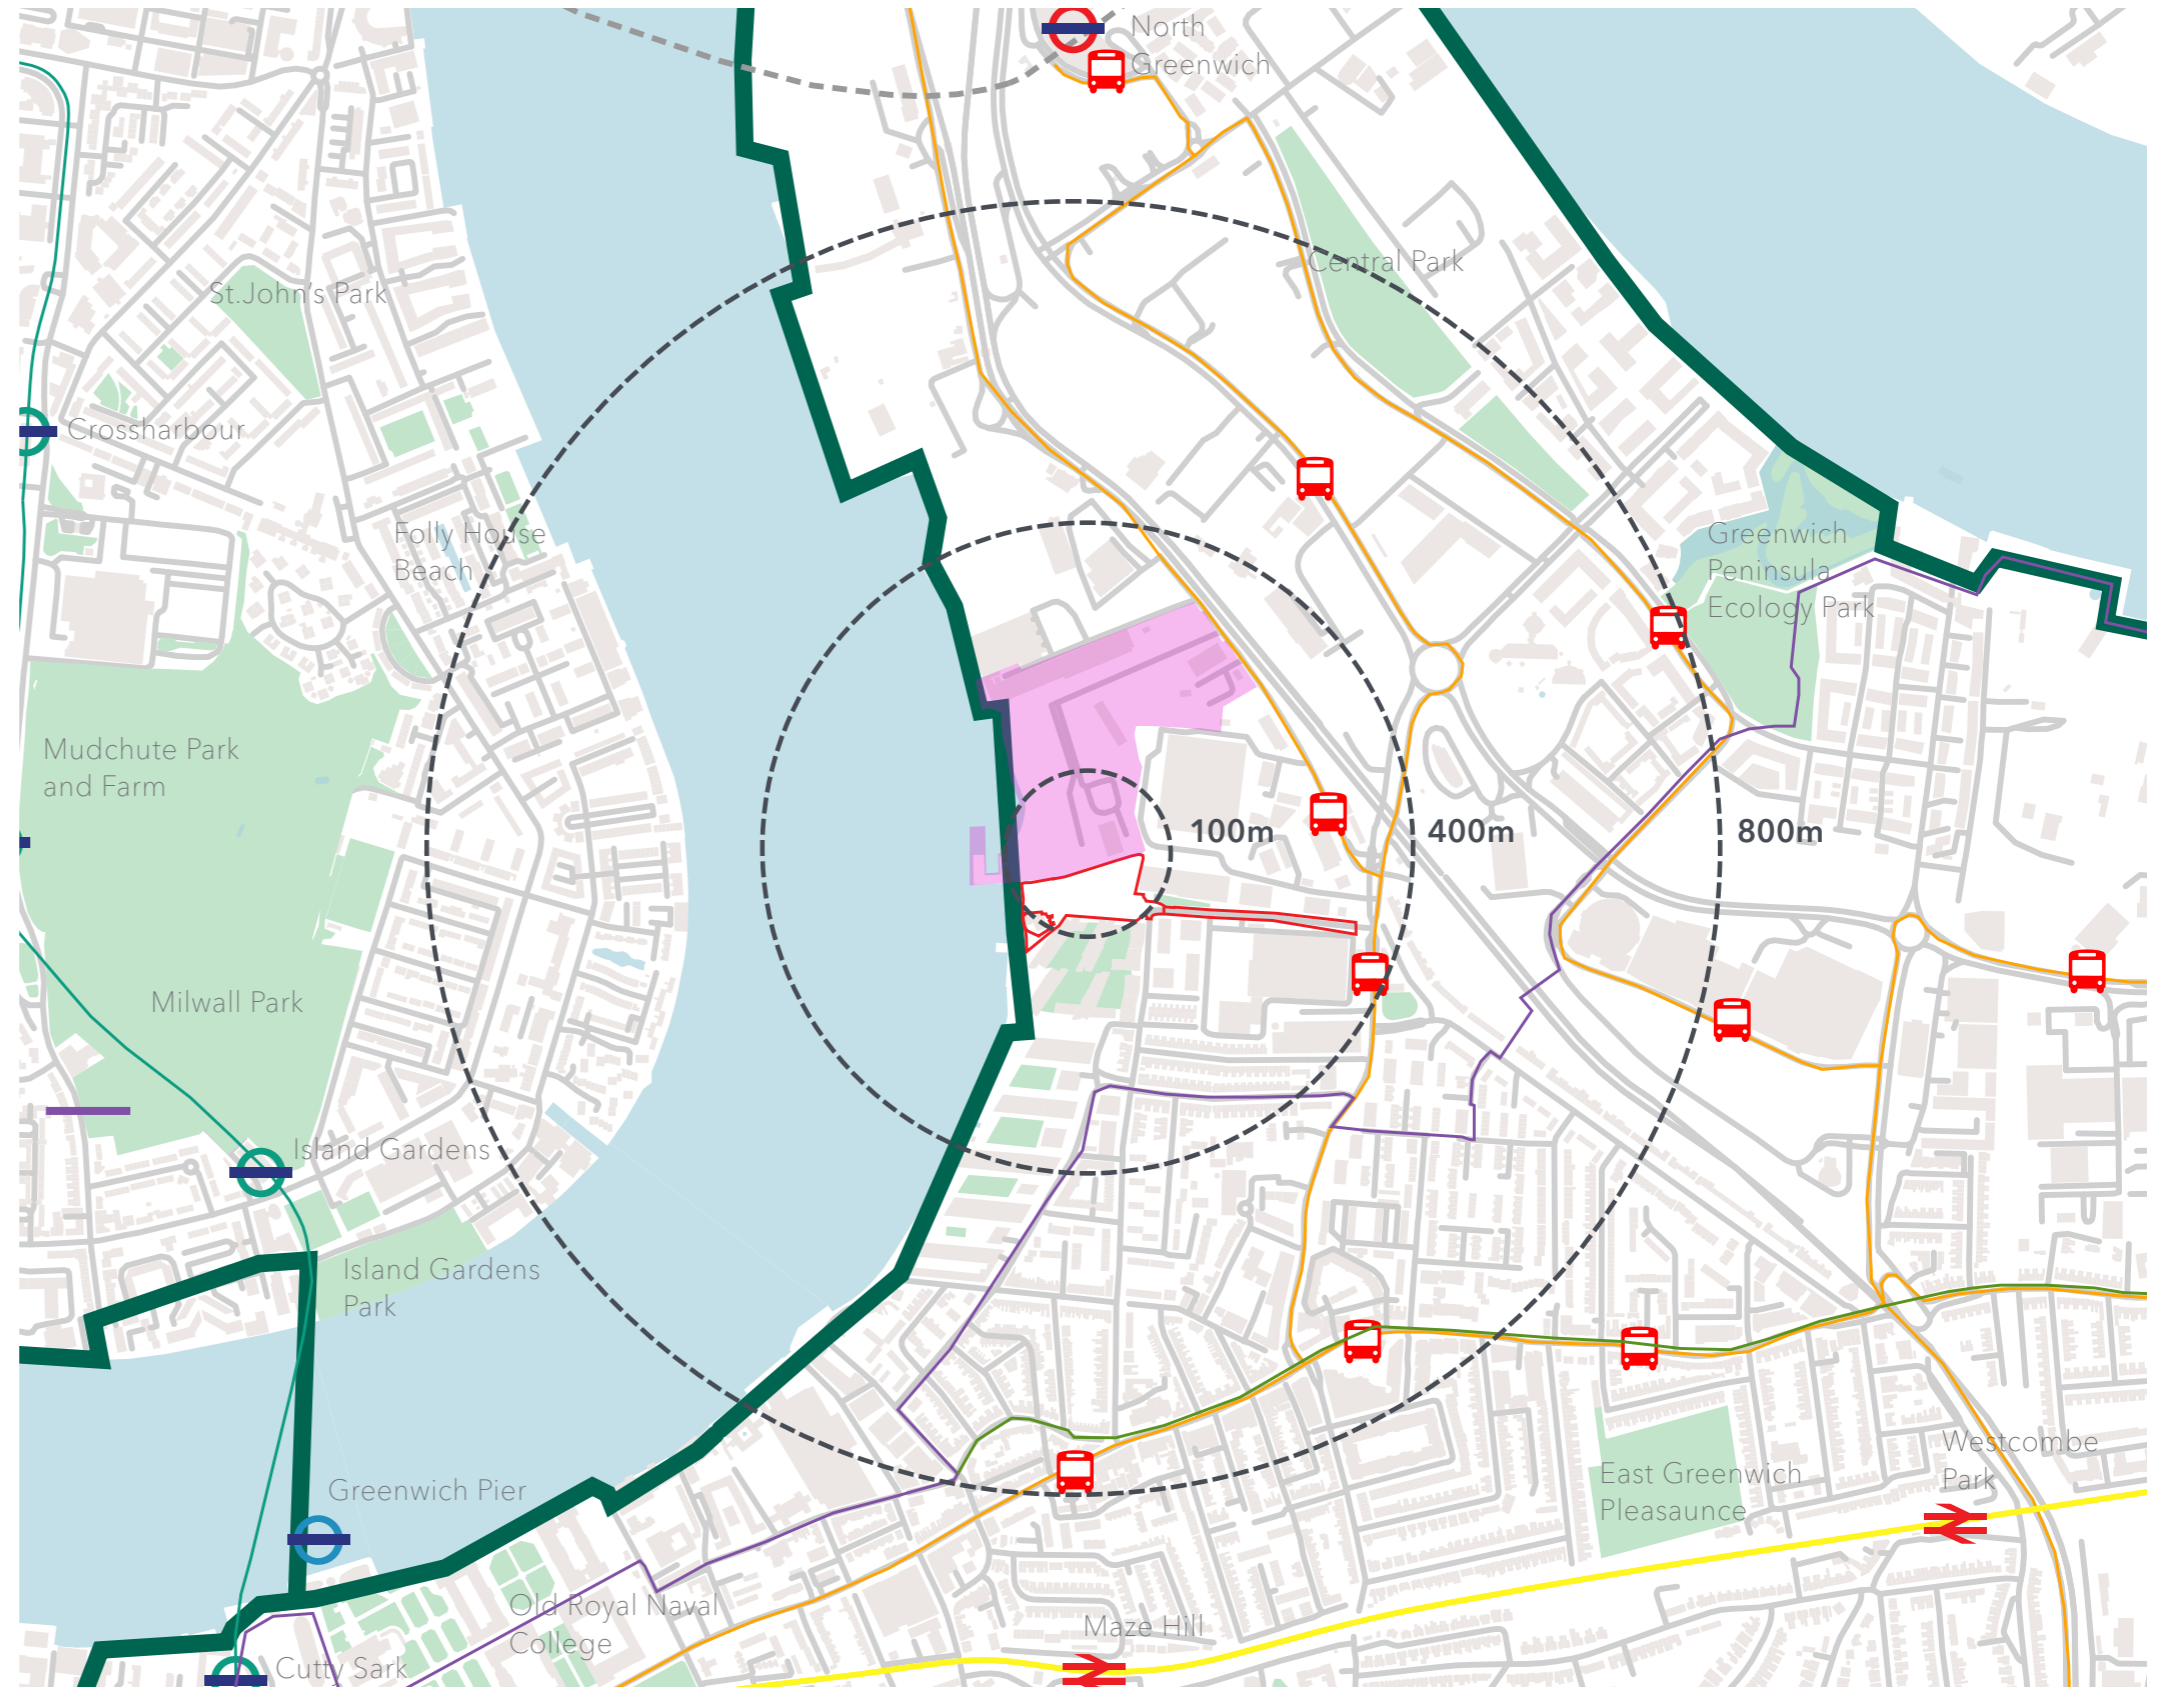 North
Greenwich
Central Park
St.John's Park
Crossharbour
Folly House
Beach
Greenwich
Peninsula
Ecology Park
Mudchute Park
and Farm
100m
400m
800m
Milwall Park
Island Gardens
Island Gardens
Park
Greenwich Pier
Westcombe
Park
East Greenwich
Pleasaunce
Old Royal Naval
College
Maze Hill
Cutty Sark